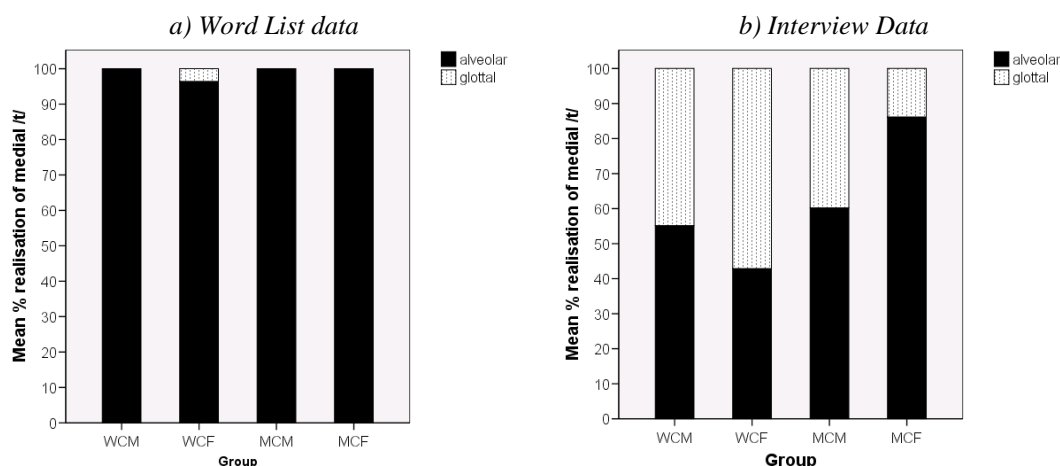 a) Word List data
alveolar
glottal
Mean % realisation of medial /t/
100
90
80
70
60
50
40
30
20
10
0
WCM WCF MCM MCF
Group
b) Interview Data
alveolar
glottal
Mean % realisation of medial /t/
100
90
80
70
60
50
40
30
20
10
0
WCM WCF MCM MCF
Group